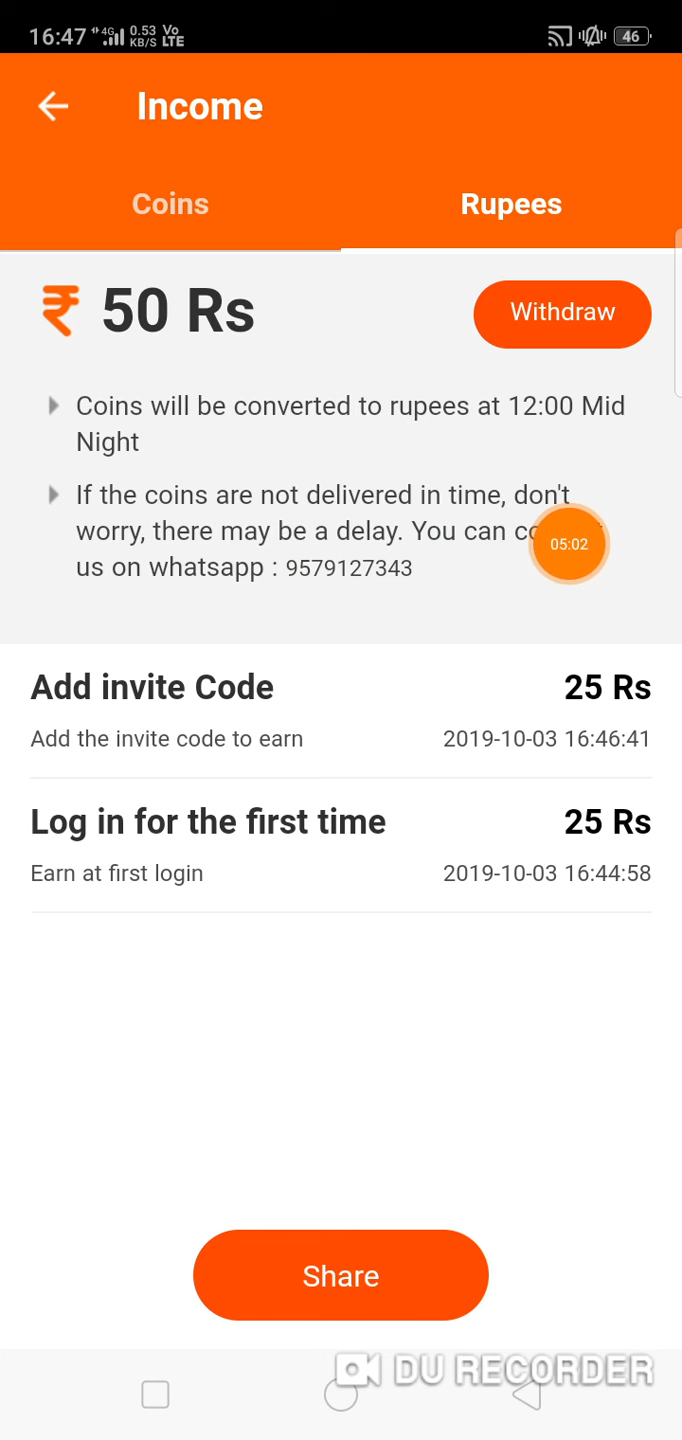 16:47 4G 0.53 KB/S Vo LTE 46
Income
Coins Rupees
₹ 50 Rs Withdraw
Coins will be converted to rupees at 12:00 Mid
Night
If the coins are not delivered in time, don't
worry, there may be a delay. You can
05:02
us on whatsapp : 9579127343
Add invite Code 25 Rs
Add the invite code to earn 2019-10-03 16:46:41
Log in for the first time 25 Rs
Earn at first login 2019-10-03 16:44:58
Share
DU RECORDER